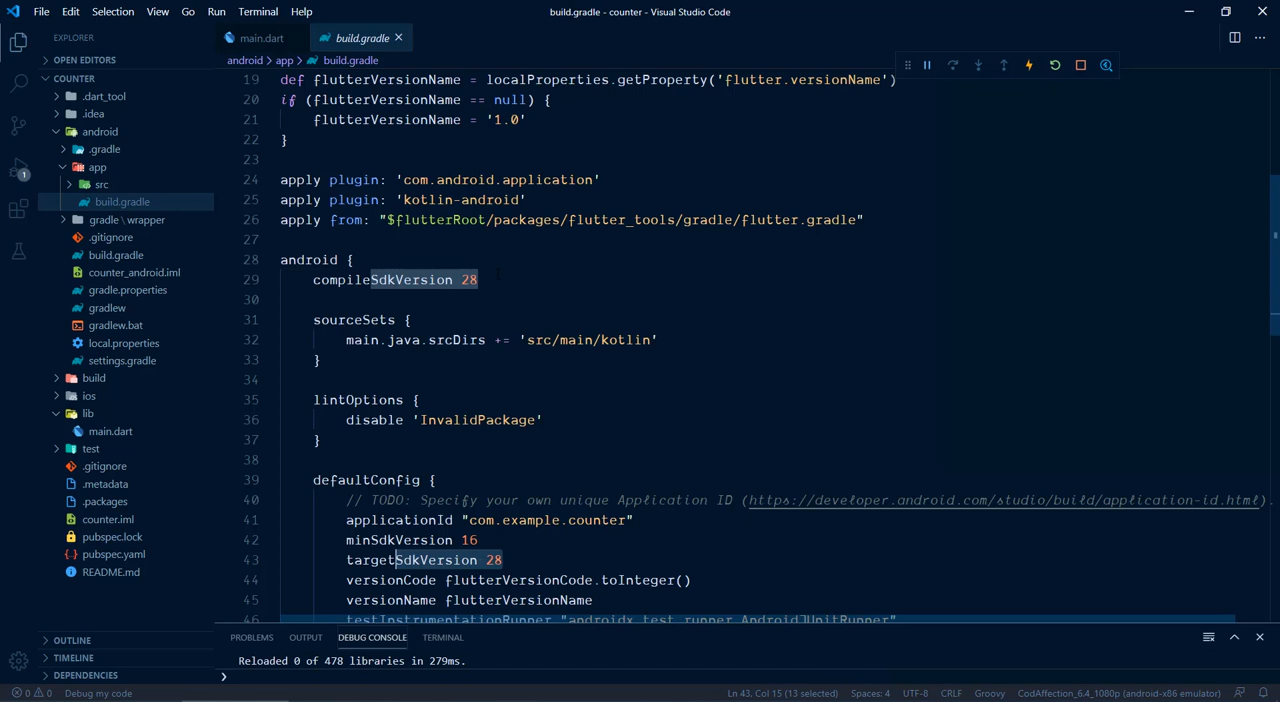 File Edit Selection View Go Run Terminal Help
build.gradle - counter - Visual Studio Code
EXPLORER
OPEN EDITORS
COUNTER
.dart_tool
.idea
android
.gradle
app
src
build.gradle
gradle \ wrapper
.gitignore
build.gradle
counter_android.iml
gradle.properties
gradlew
gradlew.bat
local.properties
settings.gradle
build
ios
lib
main.dart
test
.gitignore
.metadata
.packages
counter.iml
pubspec.lock
pubspec.yaml
README.md
OUTLINE
TIMELINE
DEPENDENCIES
1
main.dart build.gradle
android > app > build.gradle
19 def flutterVersionName = localProperties.getProperty('flutter.versionName')
20 if (flutterVersionName == null) {
21 flutterVersionName = '1.0'
22 }
23
24 apply plugin: 'com.android.application'
25 apply plugin: 'kotlin-android'
26 apply from: "$flutterRoot/packages/flutter_tools/gradle/flutter.gradle"
27
28 android {
29 compileSdkVersion 28
30
31 sourceSets {
32 main.java.srcDirs += 'src/main/kotlin'
33 }
34
35 lintOptions {
36 disable 'InvalidPackage'
37 }
38
39 defaultConfig {
40 // TODO: Specify your own unique Application ID (https://developer.android.com/studio/build/application-id.html).
41 applicationId "com.example.counter"
42 minSdkVersion 16
43 targetSdkVersion 28
44 versionCode flutterVersionCode.toInteger()
45 versionName flutterVersionName
46 testInstrumentationRunner "androidx.test.runner.AndroidJUnitRunner"
PROBLEMS OUTPUT DEBUG CONSOLE TERMINAL
Reloaded 0 of 478 libraries in 279ms.
0 0 Debug my code
Ln 43, Col 15 (13 selected) Spaces: 4 UTF-8 CRLF Groovy CodAffection_6.4_1080p (android-x86 emulator)